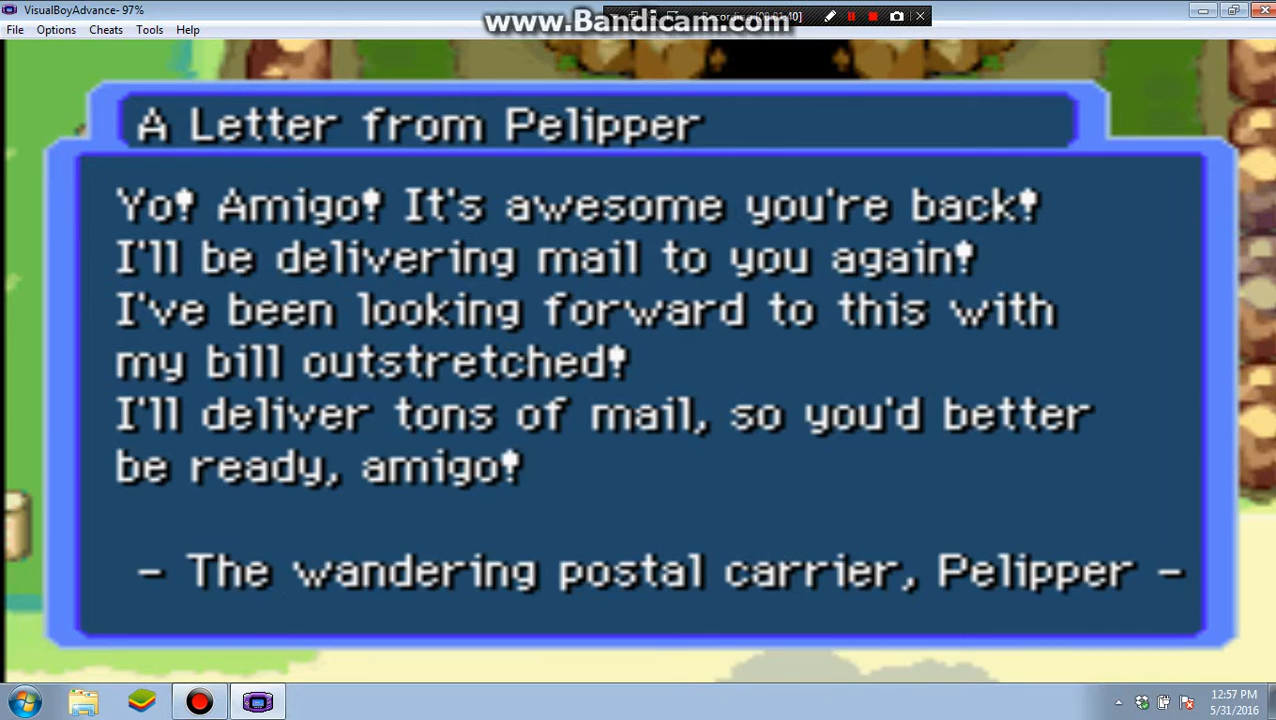 VisualBoyAdvance- 97%
www.Bandicam.com
File Options Cheats Tools Help
A Letter from Pelipper
Yo! Amigo! It's awesome you're back!
I'll be delivering mail to you again!
I've been looking forward to this with
my bill outstretched!
I'll deliver tons of mail, so you'd better
be ready, amigo!
- The wandering postal carrier, Pelipper -
12:57 PM
5/31/2016